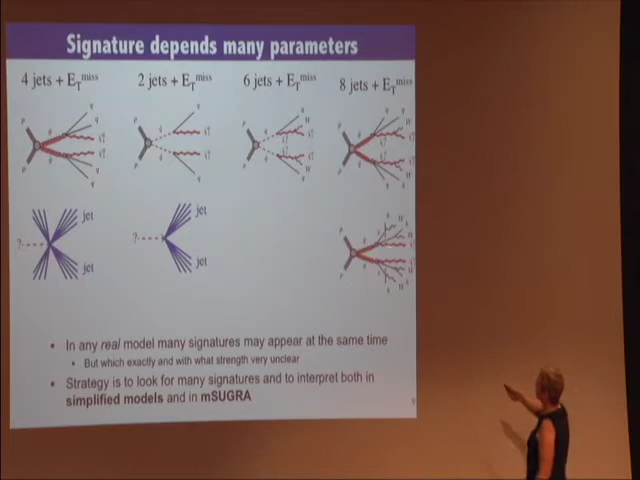 Signature depends many parameters
4 jets + E_T^miss
2 jets + E_T^miss
6 jets + E_T^miss
8 jets + E_T^miss
jet
jet
?
?
jet
jet
• In any real model many signatures may appear at the same time
• But which exactly and with what strength very unclear
• Strategy is to look for many signatures and to interpret both in
simplified models and in mSUGRA
9